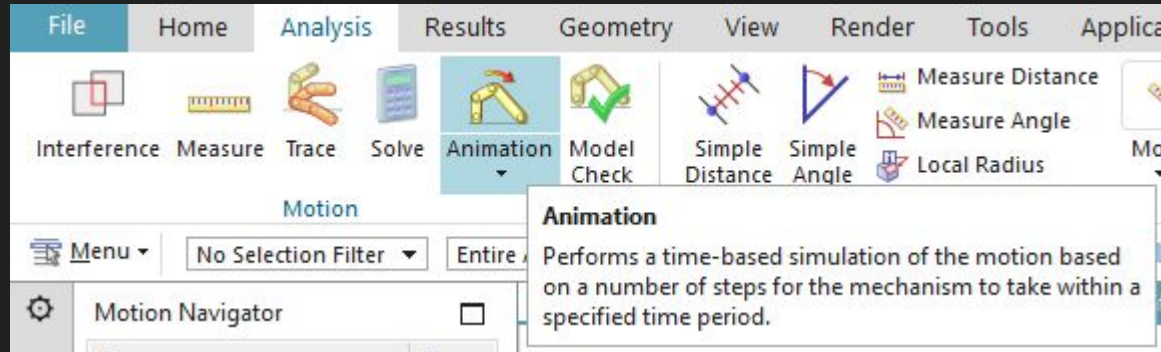 File Home Analysis Results Geometry View Render Tools
Measure Distance
Measure Angle
Interference Measure Trace Solve Animation Model Check Simple Distance Simple Angle
Local Radius
Motion
Menu No Selection Filter Entire
Animation
Performs a time-based simulation of the motion based
on a number of steps for the mechanism to take within a
specified time period.
Motion Navigator